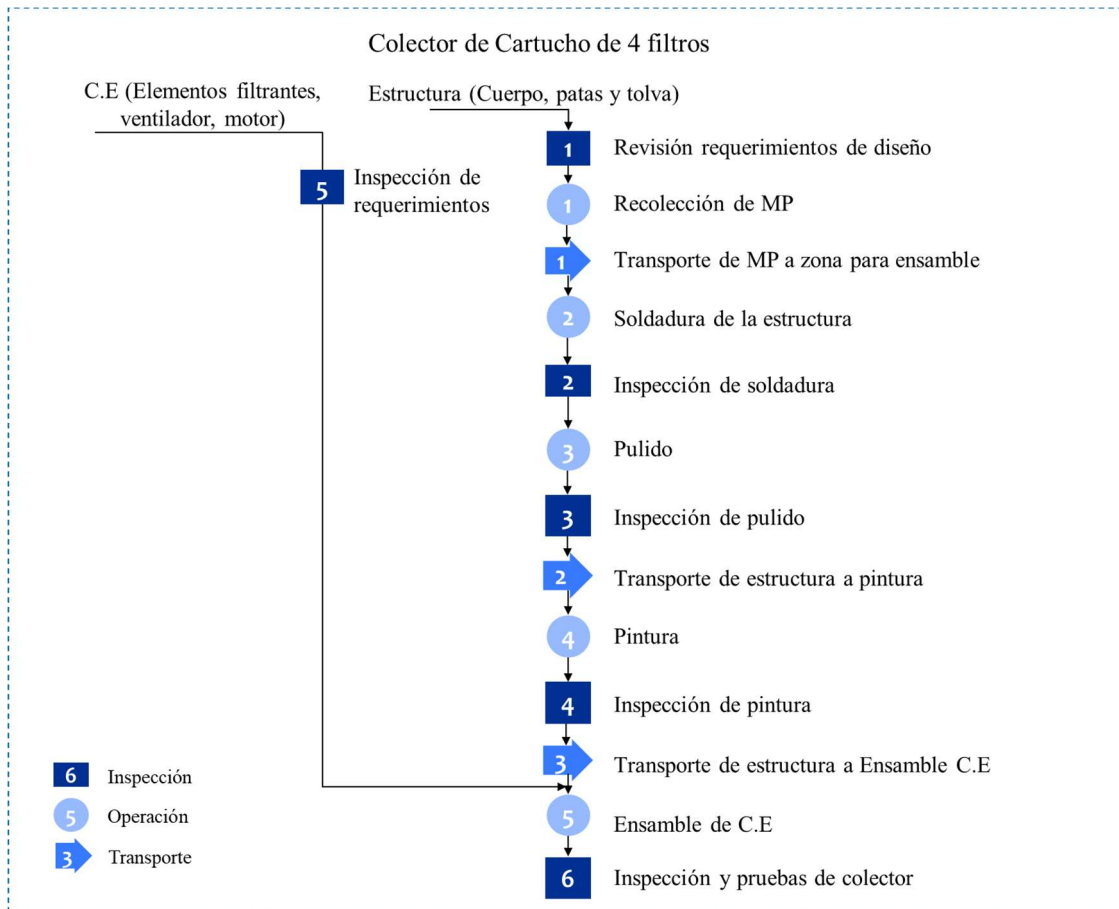 Colector de Cartucho de 4 filtros
C.E (Elementos filtrantes,
ventilador, motor)
Estructura (Cuerpo, patas y tolva)
1
Revisión requerimientos de diseño
5
Inspección de
requerimientos
1
Recolección de MP
1
Transporte de MP a zona para ensamble
2
Soldadura de la estructura
2
Inspección de soldadura
3
Pulido
3
Inspección de pulido
2
Transporte de estructura a pintura
4
Pintura
4
Inspección de pintura
3
Transporte de estructura a Ensamble C.E
5
Ensamble de C.E
6
Inspección y pruebas de colector
6
Inspección
5
Operación
3
Transporte